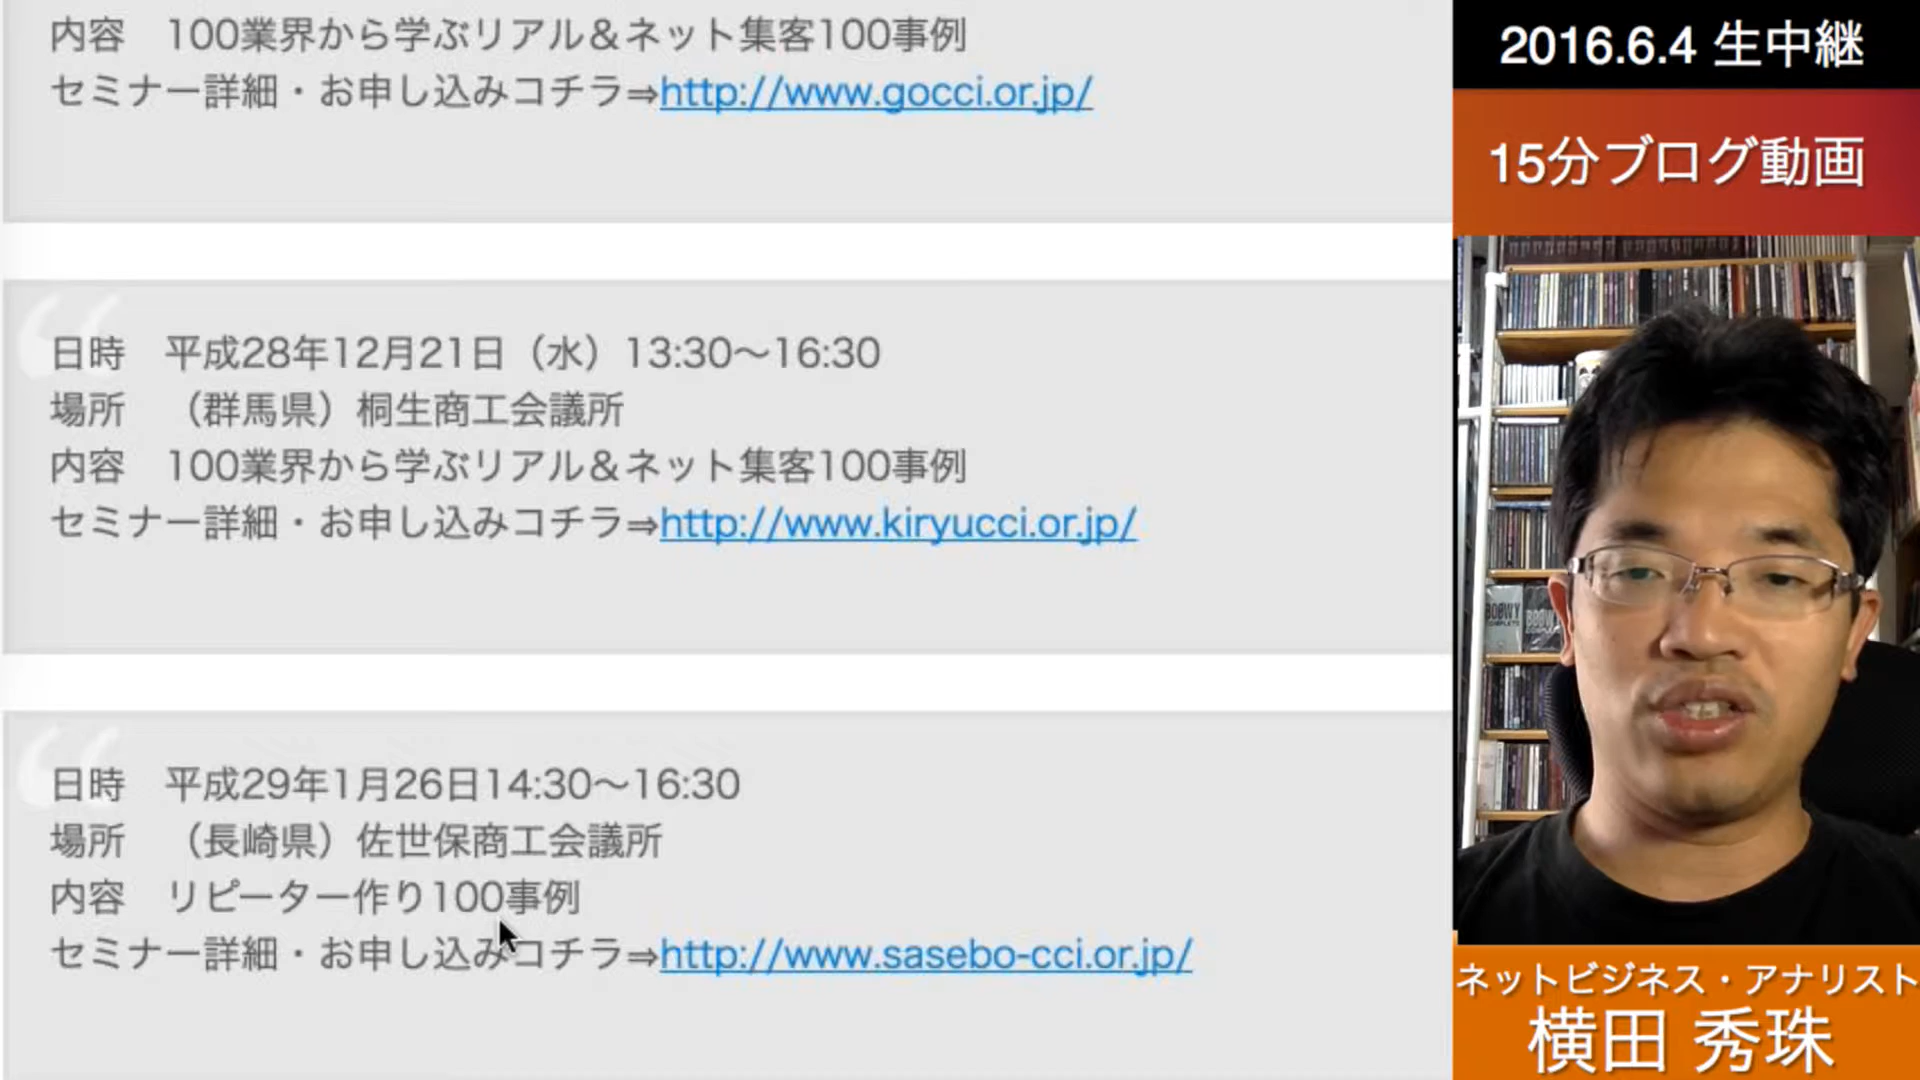 内容　100業界から学ぶリアル＆ネット集客100事例
セミナー詳細・お申し込みコチラ⇒http://www.gocci.or.jp/
日時　平成28年12月21日（水）13:30〜16:30
場所　（群馬県）桐生商工会議所
内容　100業界から学ぶリアル＆ネット集客100事例
セミナー詳細・お申し込みコチラ⇒http://www.kiryucci.or.jp/
日時　平成29年1月26日14:30〜16:30
場所　（長崎県）佐世保商工会議所
内容　リピーター作り100事例
セミナー詳細・お申し込みコチラ⇒http://www.sasebo-cci.or.jp/
2016.6.4 生中継
15分ブログ動画
BOØWY
COMPLETE
ネットビジネス・アナリスト
横田 秀珠